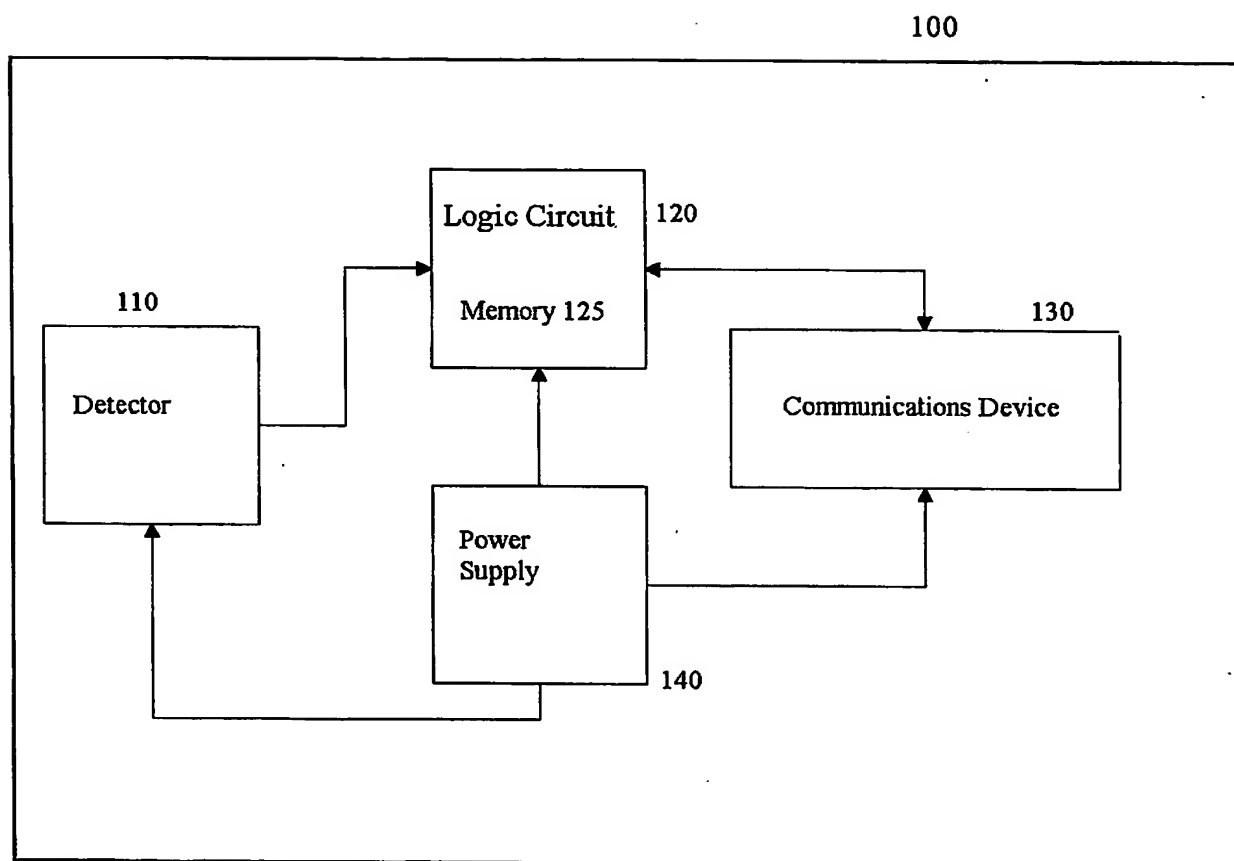 100
Logic Circuit
120
Memory 125
110
Detector
130
Communications Device
Power
Supply
140